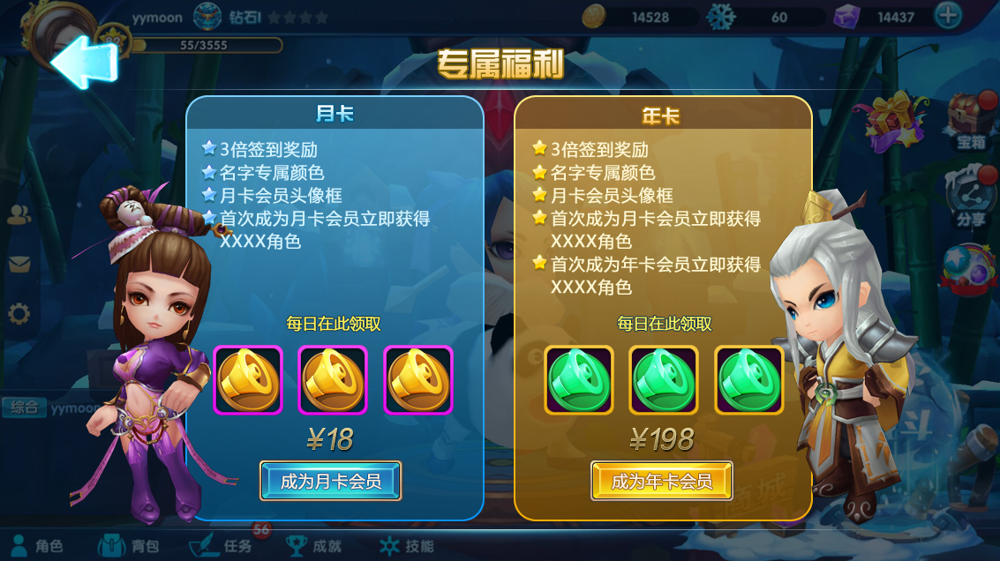 yymoon 钻石I
14528
60
14437
82
55/3555
专属福利
月卡
3倍签到奖励
名字专属颜色
月卡会员头像框
首次成为月卡会员立即获得
XXXX角色
每日在此领取
¥18
成为月卡会员
年卡
3倍签到奖励
名字专属颜色
月卡会员头像框
首次成为月卡会员立即获得
XXXX角色
首次成为年卡会员立即获得
XXXX角色
每日在此领取
¥198
成为年卡会员
宝箱
分享
综合 yymoon
商城
角色
背包
任务
56
成就
技能